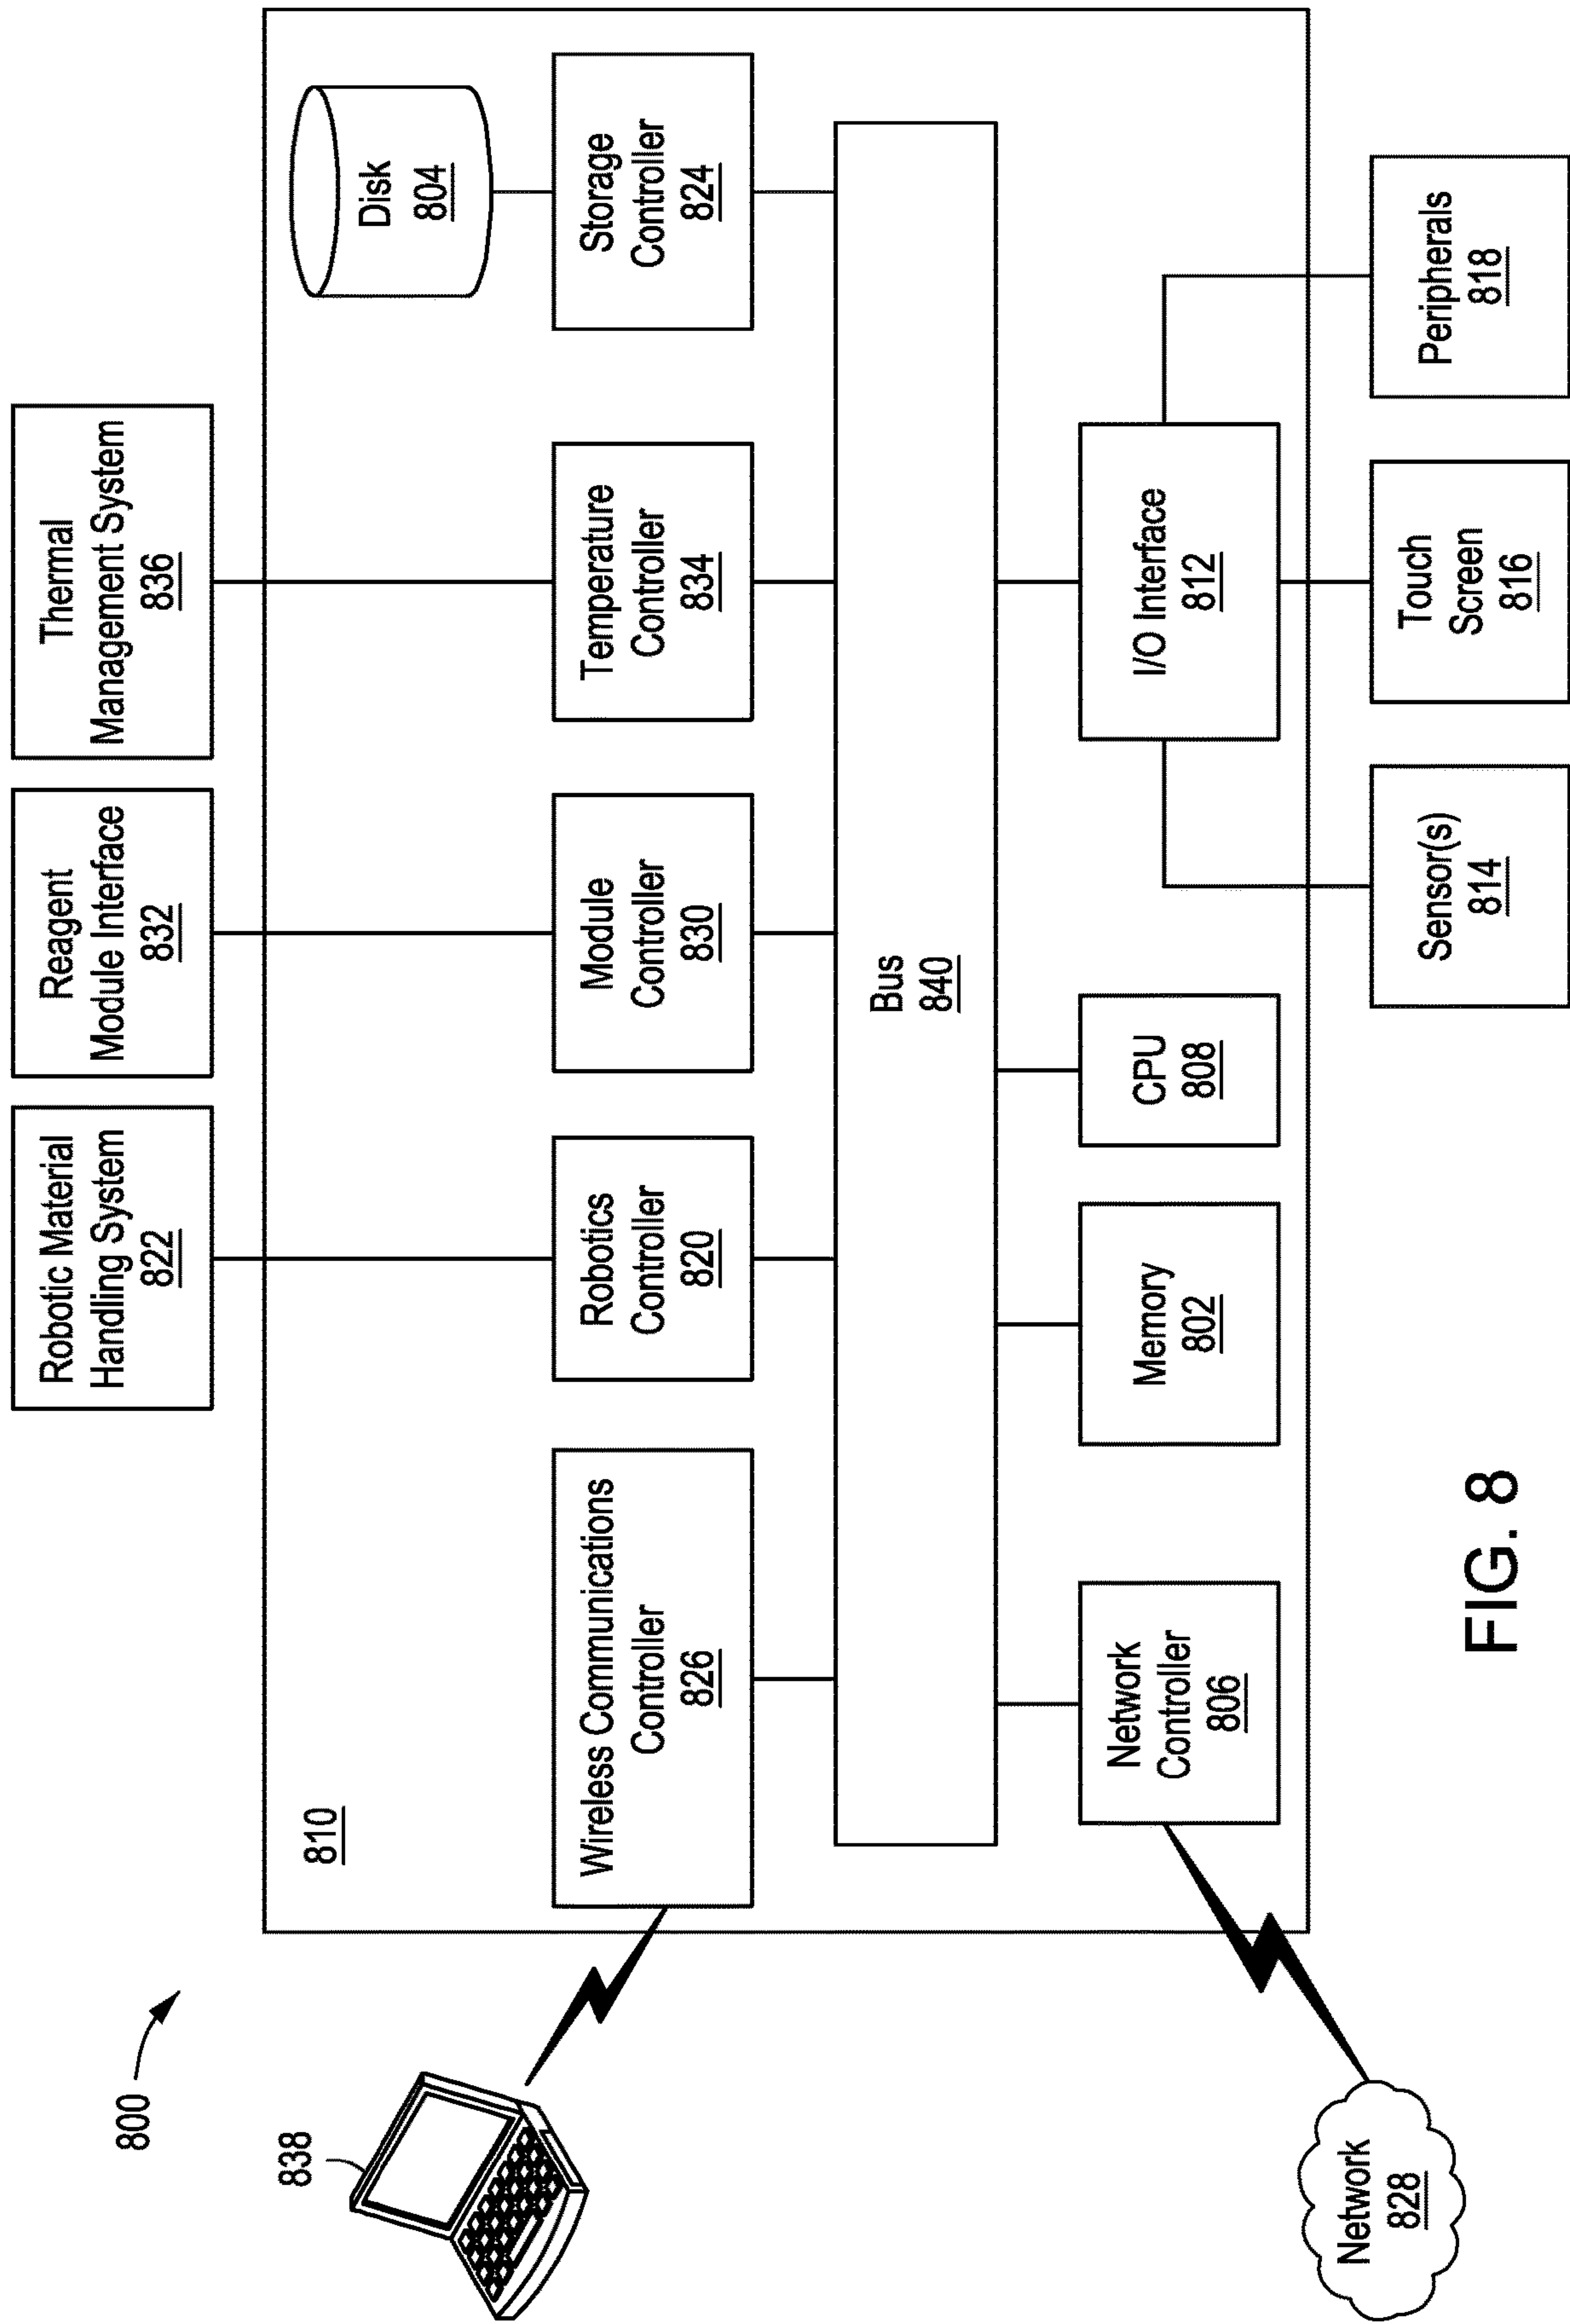 800
838
Robotic Material
Handling System
822
Reagent
Module Interface
832
Thermal
Management System
836
810
Wireless Communications
Controller
826
Robotics
Controller
820
Module
Controller
830
Temperature
Controller
834
Disk
804
Storage
Controller
824
Bus
840
Network
Controller
806
Memory
802
CPU
808
I/O Interface
812
Network
828
Sensor(s)
814
Touch
Screen
816
Peripherals
818
FIG. 8